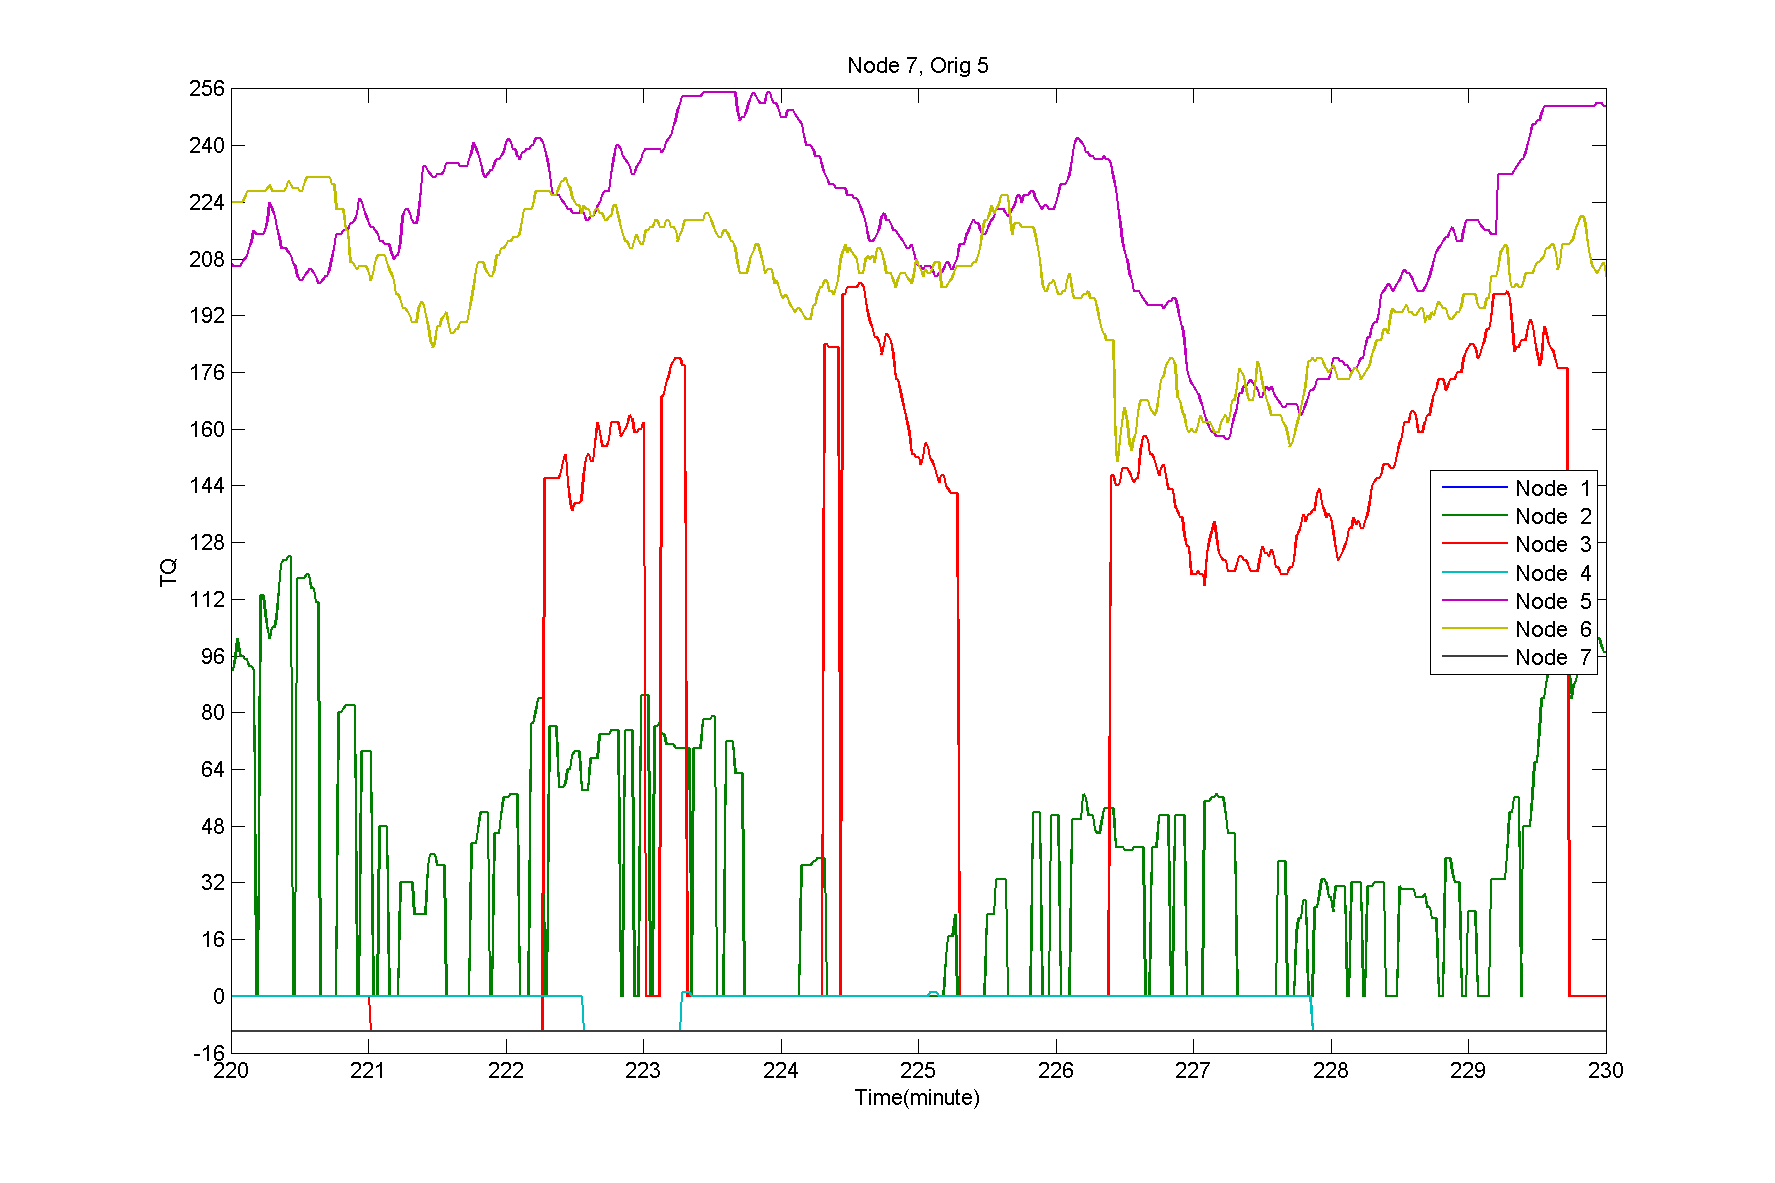 Node 7, Orig 5
256
240
224
208
192
176
160
144
128
112
96
80
64
48
32
16
0
-16
TQ
Node 1
Node 2
Node 3
Node 4
Node 5
Node 6
Node 7
220 221 222 223 224 225 226 227 228 229 230
Time(minute)